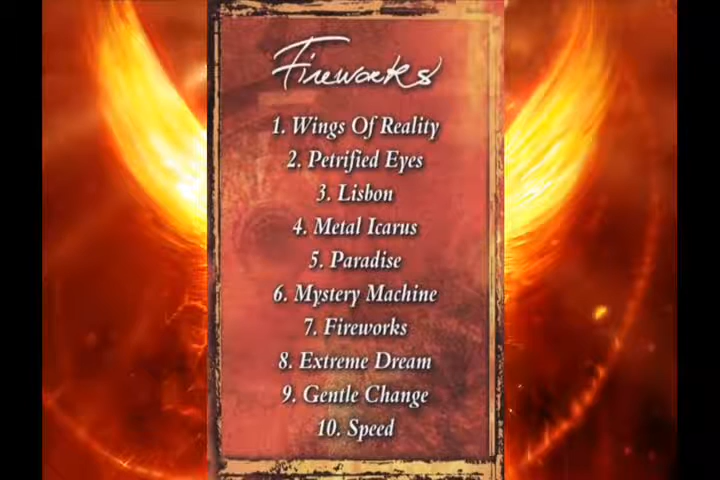 Fireworks
1. Wings Of Reality
2. Petrified Eyes
3. Lisbon
4. Metal Icarus
5. Paradise
6. Mystery Machine
7. Fireworks
8. Extreme Dream
9. Gentle Change
10. Speed